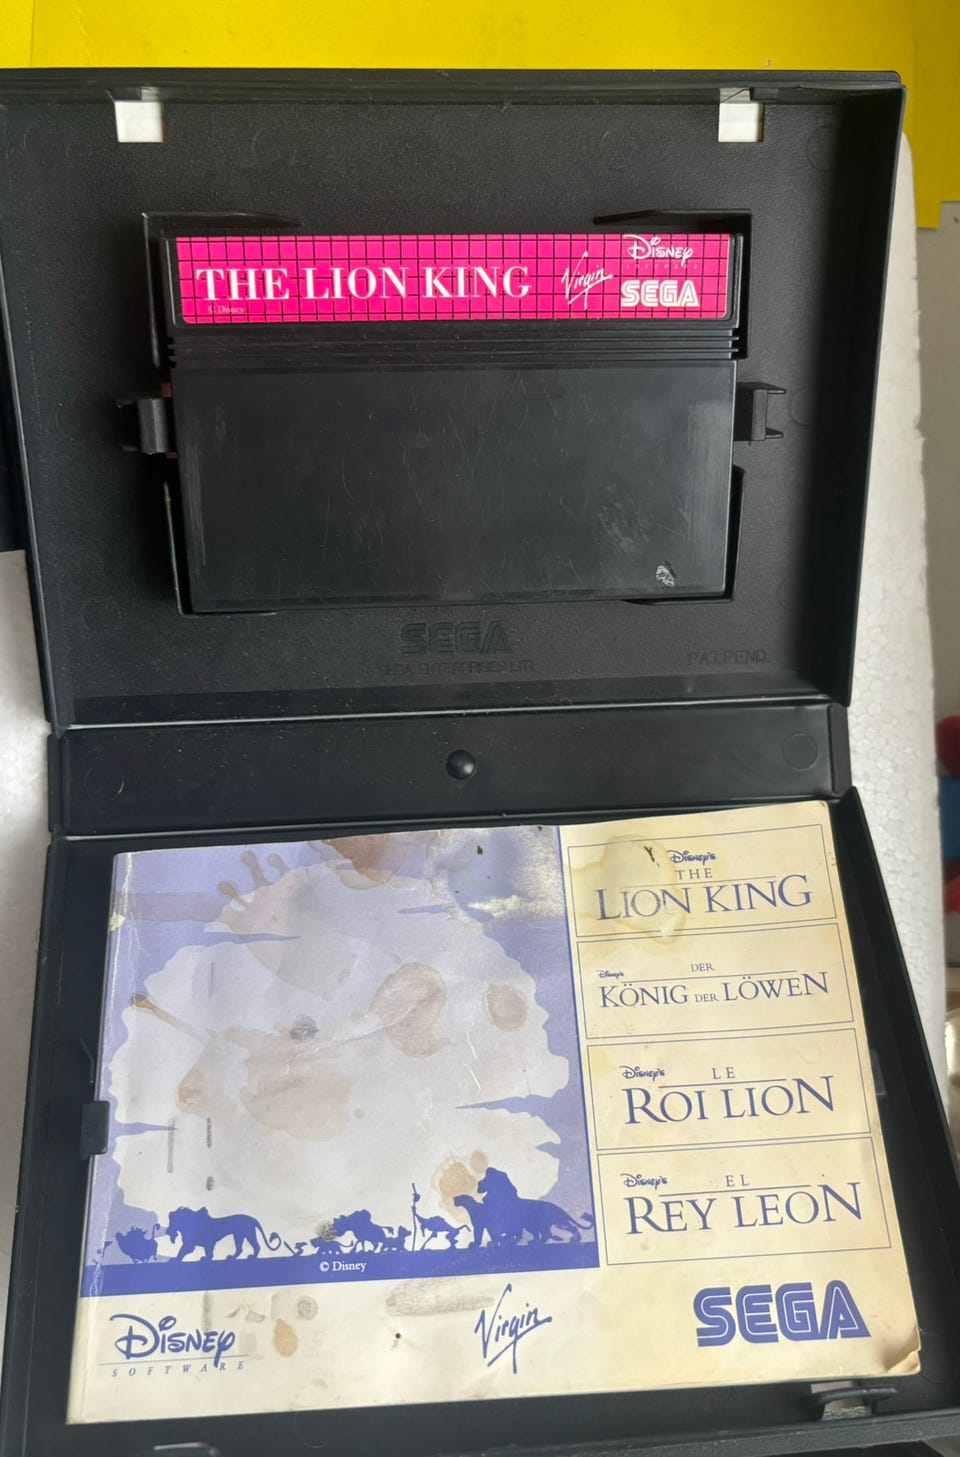 THE LION KING
© Disney
Virgin
DISNEY
SOFTWARE
SEGA
SEGA
SEGA ENTERPRISES LTD.
PAT.PEND.
DISNEY'S
THE
LION KING
DISNEY'S
DER
KÖNIG DER LÖWEN
DISNEY'S
LE
ROI LION
DISNEY'S
EL
REY LEON
© Disney
DISNEY
SOFTWARE
Virgin
SEGA